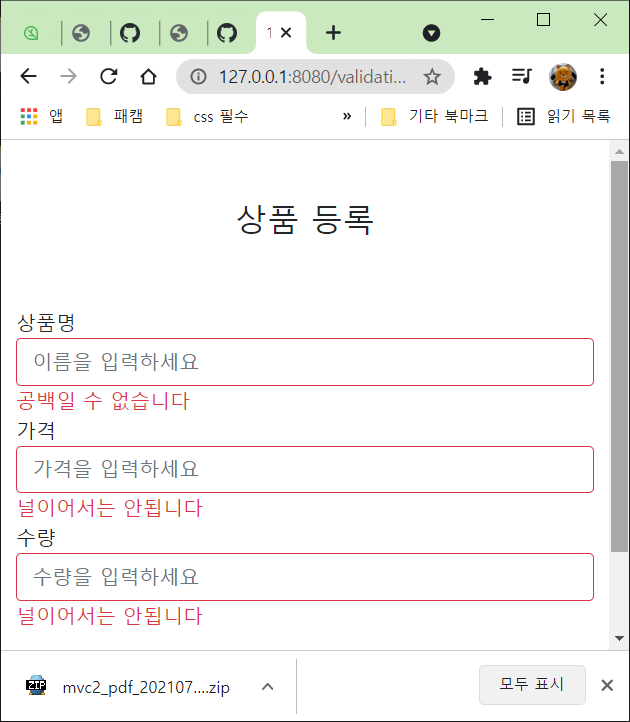 127.0.0.1:8080/validati...
앱 패캠 css 필수 » 기타 북마크 읽기 목록
상품 등록
상품명
이름을 입력하세요
공백일 수 없습니다
가격
가격을 입력하세요
널이어서는 안됩니다
수량
수량을 입력하세요
널이어서는 안됩니다
ZIP mvc2_pdf_202107....zip 모두 표시